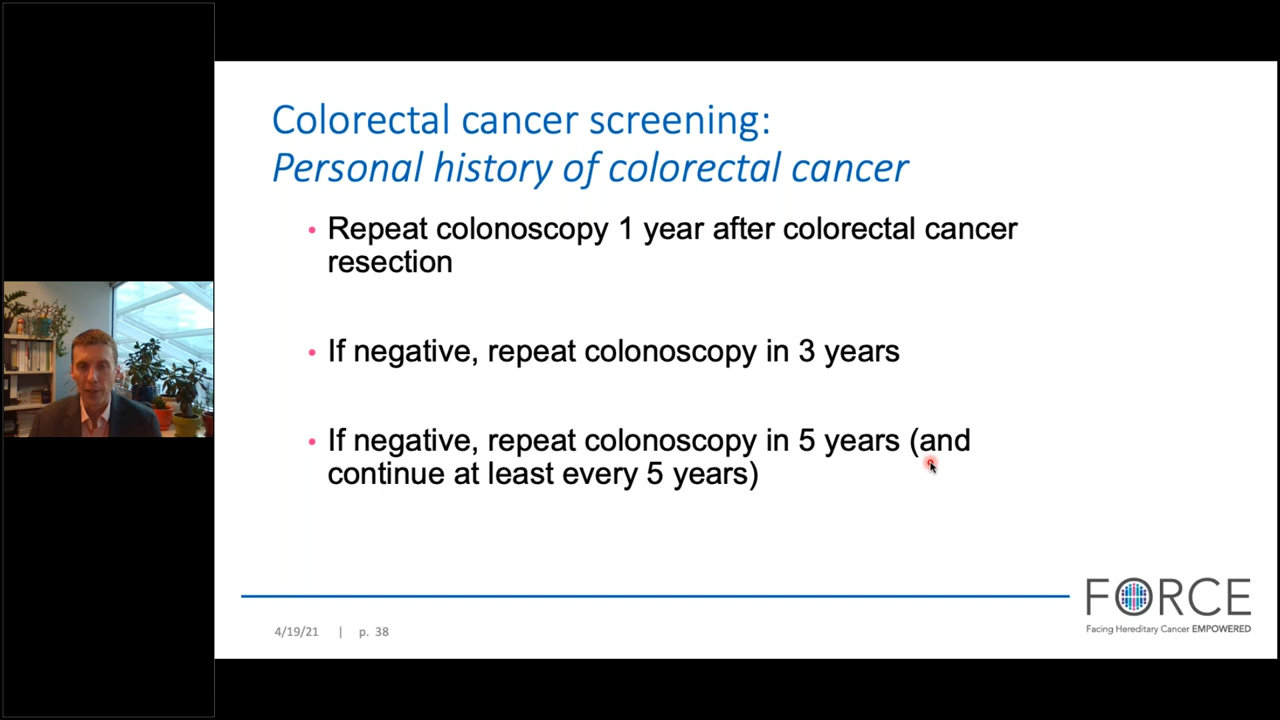 Colorectal cancer screening:
Personal history of colorectal cancer
• Repeat colonoscopy 1 year after colorectal cancer
resection
• If negative, repeat colonoscopy in 3 years
• If negative, repeat colonoscopy in 5 years (and
continue at least every 5 years)
4/19/21 | p. 38
FORCE
Facing Hereditary Cancer EMPOWERED